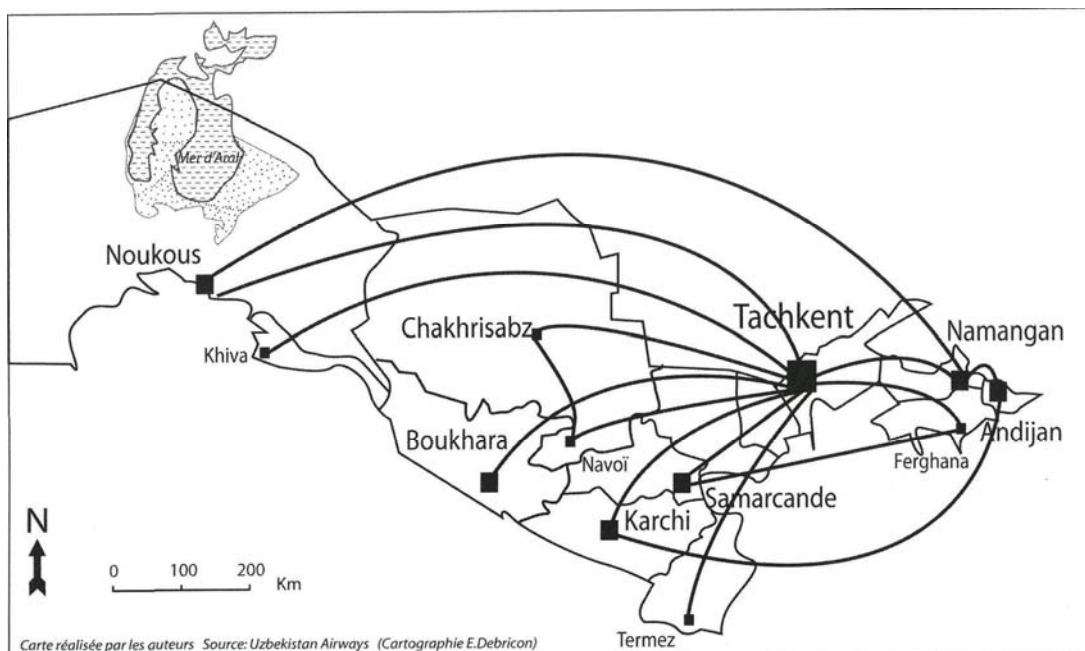 Mer d'Aral
Noukous
Tachkent
Namangan
Chakhrisabz
Khiva
Andijan
Boukhara
Navoï
Ferghana
Samarcande
Karchi
N
0 100 200
Km
Termez
Carte réalisée par les auteurs Source: Uzbekistan Airways (Cartographie E.Debricon)